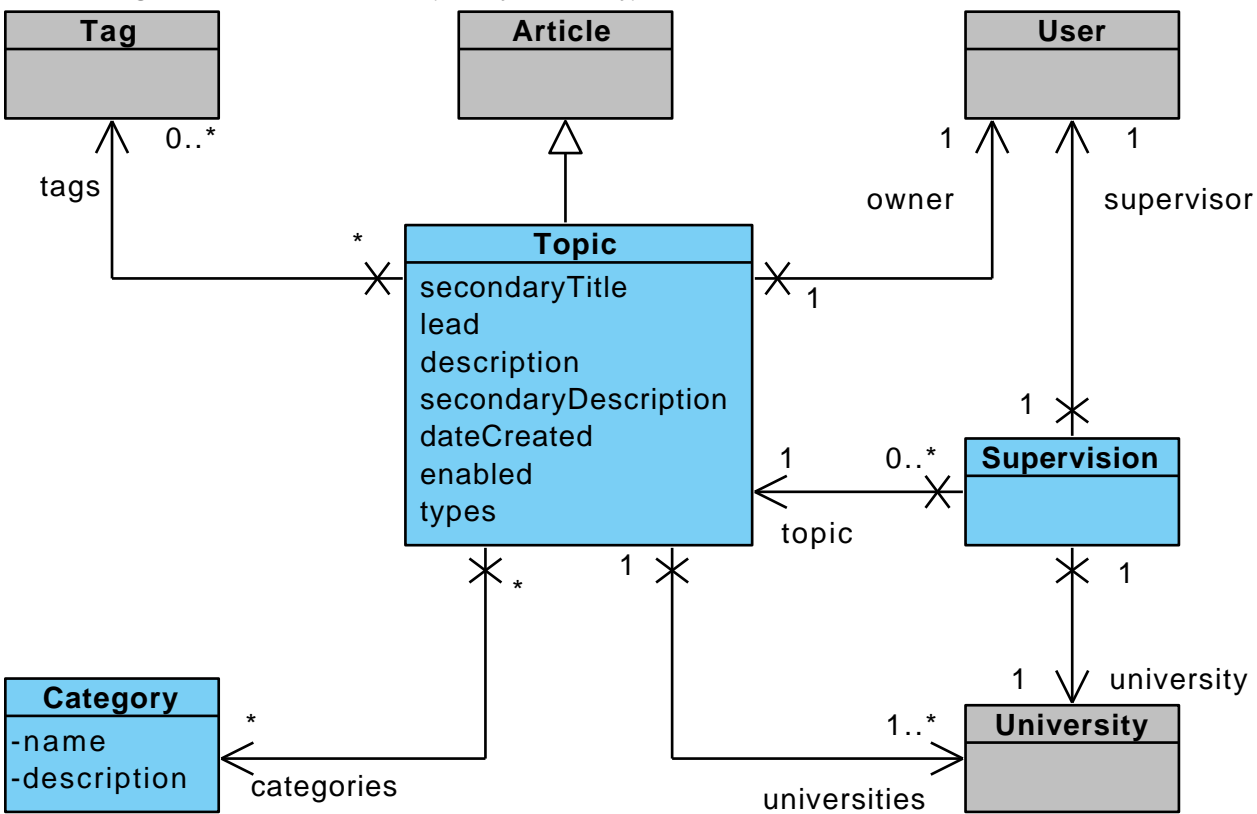 Tag
Article
User
0..*
1
1
tags
owner
supervisor
*
Topic
secondaryTitle
1
lead
description
secondaryDescription
1
dateCreated
1
0..*
Supervision
enabled
types
topic
*
1
1
Category
1
university
-name
*
1..*
University
-description
categories
universities